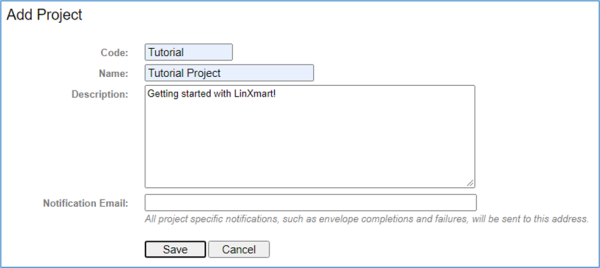 Add Project
Code: Tutorial
Name: Tutorial Project
Description: Getting started with LinXmart!
Notification Email:
All project specific notifications, such as envelope completions and failures, will be sent to this address.
Save Cancel